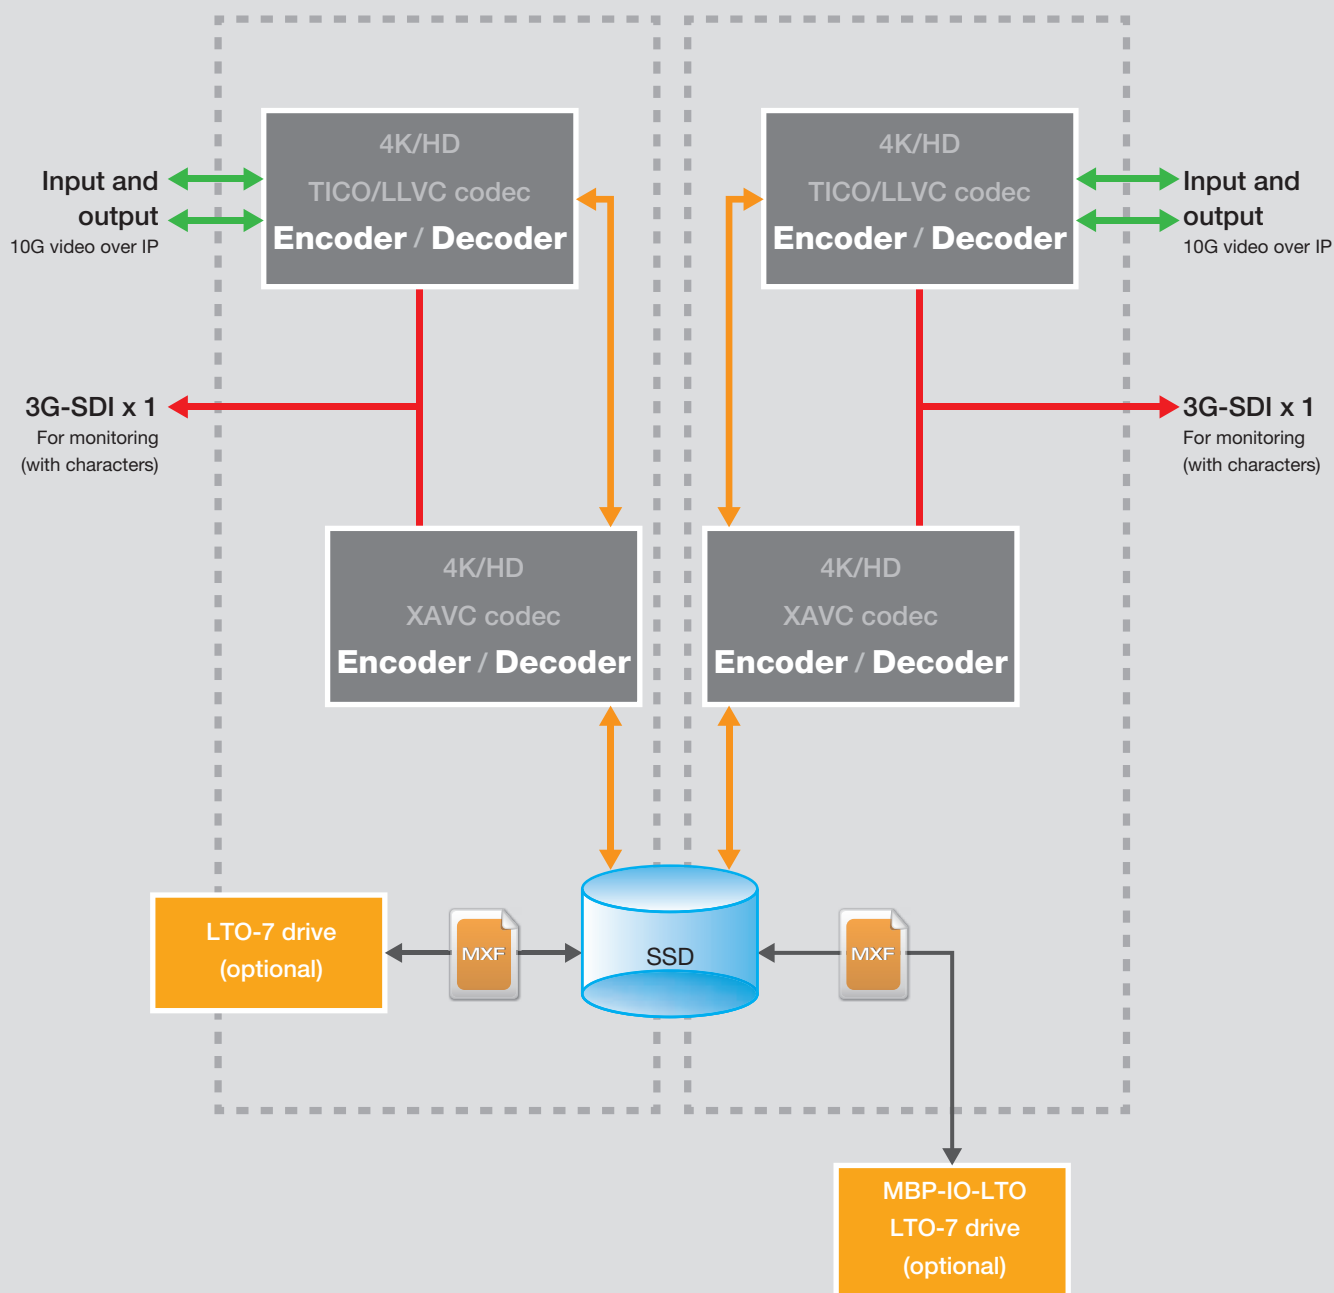 4K/HD
TICO/LLVC codec
Encoder / Decoder
4K/HD
TICO/LLVC codec
Encoder / Decoder
Input and
output
10G video over IP
Input and
output
10G video over IP
3G-SDI x 1
For monitoring
(with characters)
3G-SDI x 1
For monitoring
(with characters)
4K/HD
XAVC codec
Encoder / Decoder
4K/HD
XAVC codec
Encoder / Decoder
LTO-7 drive
(optional)
MXF
SSD
MXF
MBP-IO-LTO
LTO-7 drive
(optional)